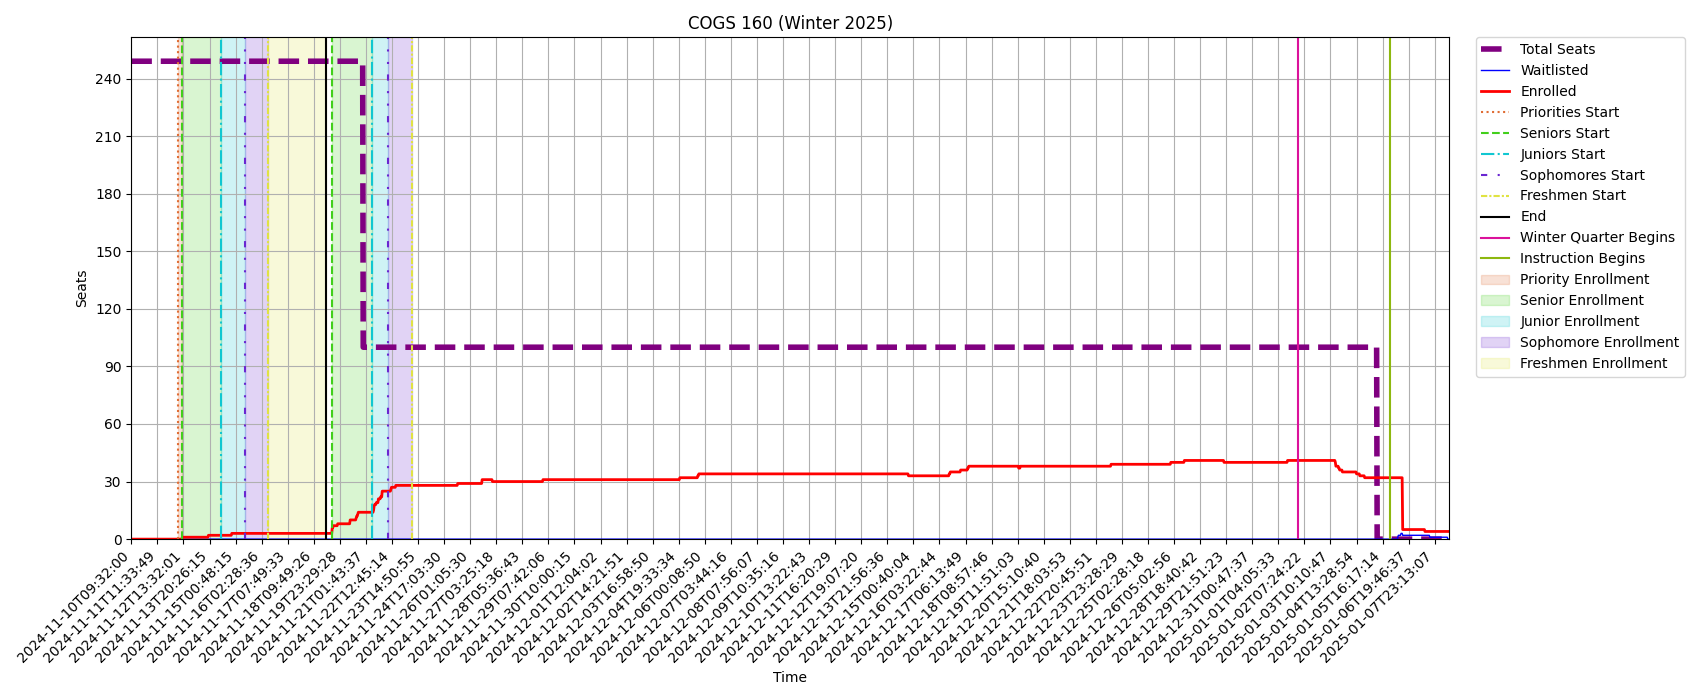 COGS 160 (Winter 2025)
Seats
240
210
180
150
120
90
60
30
0
2024-11-10T09:32:00
2024-11-11T11:33:49
2024-11-12T13:32:01
2024-11-13T20:26:15
2024-11-15T00:48:15
2024-11-16T02:28:36
2024-11-17T07:49:33
2024-11-18T09:49:26
2024-11-19T23:29:28
2024-11-21T01:43:37
2024-11-22T12:45:14
2024-11-24T14:50:55
2024-11-24T17:03:30
2024-11-26T01:05:30
2024-11-27T03:25:18
2024-11-28T05:36:43
2024-11-29T07:42:06
2024-11-30T10:00:15
2024-12-01T12:04:02
2024-12-02T14:21:51
2024-12-03T16:58:50
2024-12-04T19:33:34
2024-12-06T00:08:50
2024-12-07T03:44:16
2024-12-08T07:56:07
2024-12-09T10:35:16
2024-12-10T13:22:43
2024-12-11T16:20:29
2024-12-12T19:07:20
2024-12-13T21:56:36
2024-12-15T00:40:04
2024-12-16T03:22:44
2024-12-17T06:13:49
2024-12-18T08:57:46
2024-12-19T11:51:03
2024-12-20T15:10:40
2024-12-21T18:03:53
2024-12-22T20:45:51
2024-12-23T23:28:29
2024-12-25T02:28:18
2024-12-26T05:02:56
2024-12-28T18:40:42
2024-12-29T21:51:23
2024-12-31T00:47:37
2025-01-01T04:05:33
2025-01-02T07:24:22
2025-01-03T10:10:47
2025-01-04T13:28:54
2025-01-05T16:17:14
2025-01-06T19:46:37
2025-01-07T23:13:07
Time
Total Seats
Waitlisted
Enrolled
Priorities Start
Seniors Start
Juniors Start
Sophomores Start
Freshmen Start
End
Winter Quarter Begins
Instruction Begins
Priority Enrollment
Senior Enrollment
Junior Enrollment
Sophomore Enrollment
Freshmen Enrollment